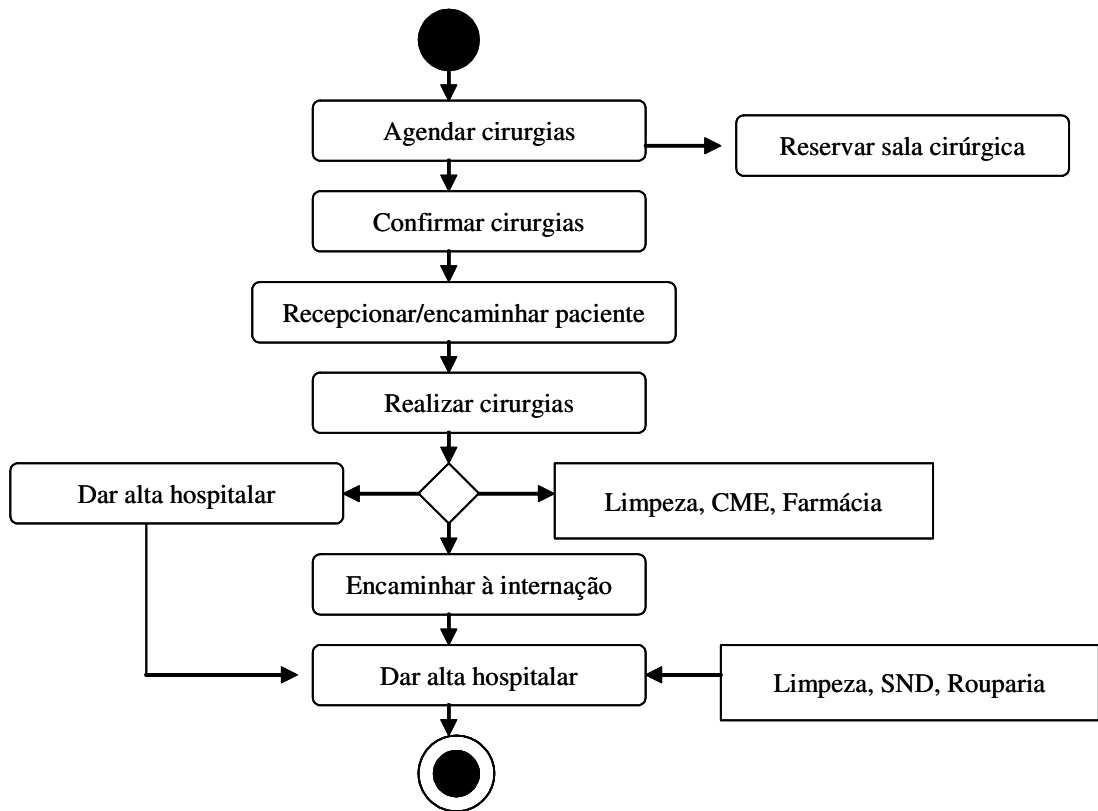 Agendar cirurgias
Reservar sala cirúrgica
Confirmar cirurgias
Recepcionar/encaminhar paciente
Realizar cirurgias
Dar alta hospitalar
Limpeza, CME, Farmácia
Encaminhar à internação
Dar alta hospitalar
Limpeza, SND, Rouparia